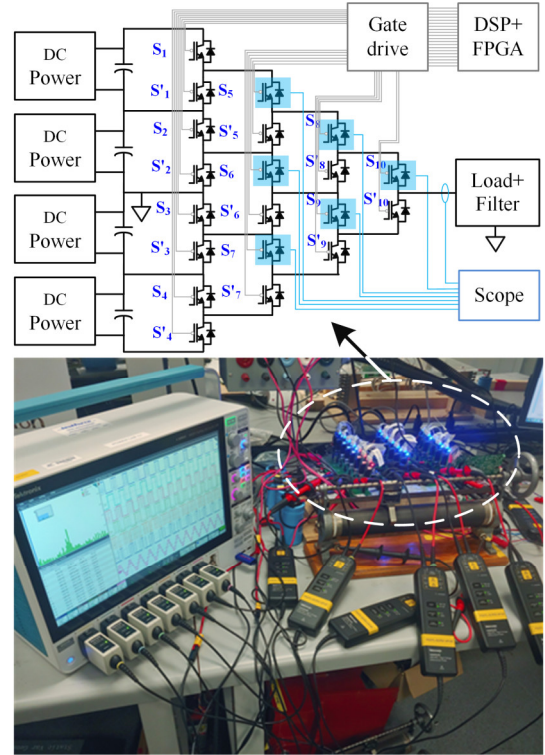 DC
Power
DC
Power
DC
Power
DC
Power
S1
S'1
S2
S'2
S3
S'3
S4
S'4
S5
S'5
S6
S'6
S7
S'7
S8
S'8
S9
S'9
S10
S'10
Gate
drive
DSP+
FPGA
Load+
Filter
Scope
Tektronix